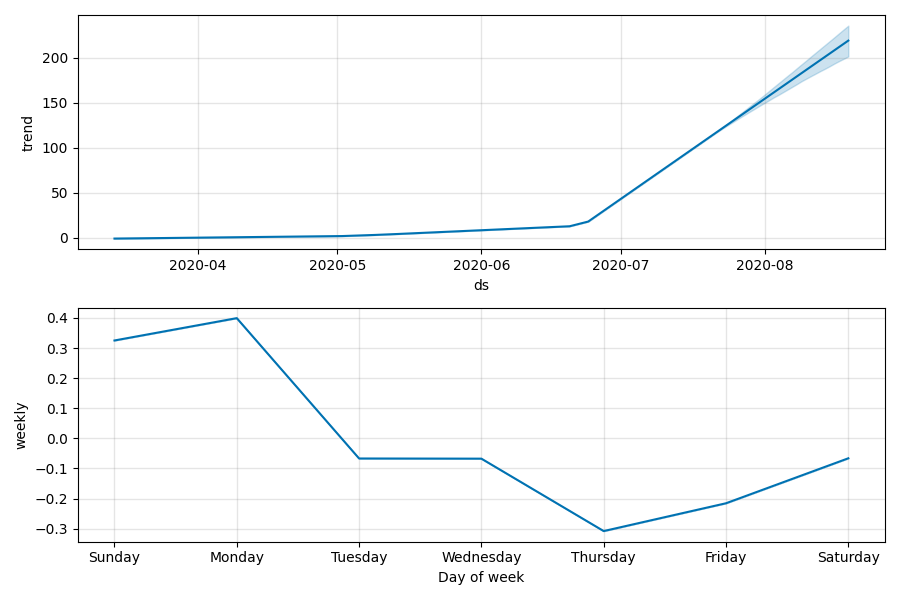 200
150
100
50
0
trend
2020-04 2020-05 2020-06 2020-07 2020-08
ds
0.4
0.3
0.2
0.1
0.0
−0.1
−0.2
−0.3
weekly
Sunday Monday Tuesday Wednesday Thursday Friday Saturday
Day of week